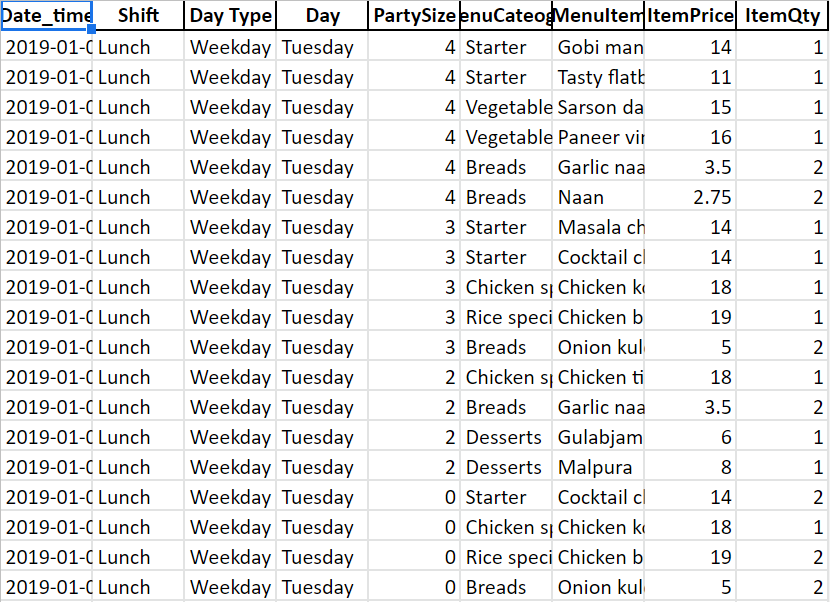 Date_time Shift Day Type Day PartySize enuCateog MenuItem ItemPrice ItemQty
2019-01-0 Lunch Weekday Tuesday 4 Starter Gobi man 14 1
2019-01-0 Lunch Weekday Tuesday 4 Starter Tasty flatb 11 1
2019-01-0 Lunch Weekday Tuesday 4 Vegetable Sarson da 15 1
2019-01-0 Lunch Weekday Tuesday 4 Vegetable Paneer vin 16 1
2019-01-0 Lunch Weekday Tuesday 4 Breads Garlic naa 3.5 2
2019-01-0 Lunch Weekday Tuesday 4 Breads Naan 2.75 2
2019-01-0 Lunch Weekday Tuesday 3 Starter Masala ch 14 1
2019-01-0 Lunch Weekday Tuesday 3 Starter Cocktail cl 14 1
2019-01-0 Lunch Weekday Tuesday 3 Chicken sp Chicken ko 18 1
2019-01-0 Lunch Weekday Tuesday 3 Rice speci Chicken b 19 1
2019-01-0 Lunch Weekday Tuesday 3 Breads Onion kul 5 2
2019-01-0 Lunch Weekday Tuesday 2 Chicken sp Chicken ti 18 1
2019-01-0 Lunch Weekday Tuesday 2 Breads Garlic naa 3.5 2
2019-01-0 Lunch Weekday Tuesday 2 Desserts Gulabjam 6 1
2019-01-0 Lunch Weekday Tuesday 2 Desserts Malpura 8 1
2019-01-0 Lunch Weekday Tuesday 0 Starter Cocktail cl 14 2
2019-01-0 Lunch Weekday Tuesday 0 Chicken sp Chicken ko 18 1
2019-01-0 Lunch Weekday Tuesday 0 Rice speci Chicken b 19 2
2019-01-0 Lunch Weekday Tuesday 0 Breads Onion kul 5 2